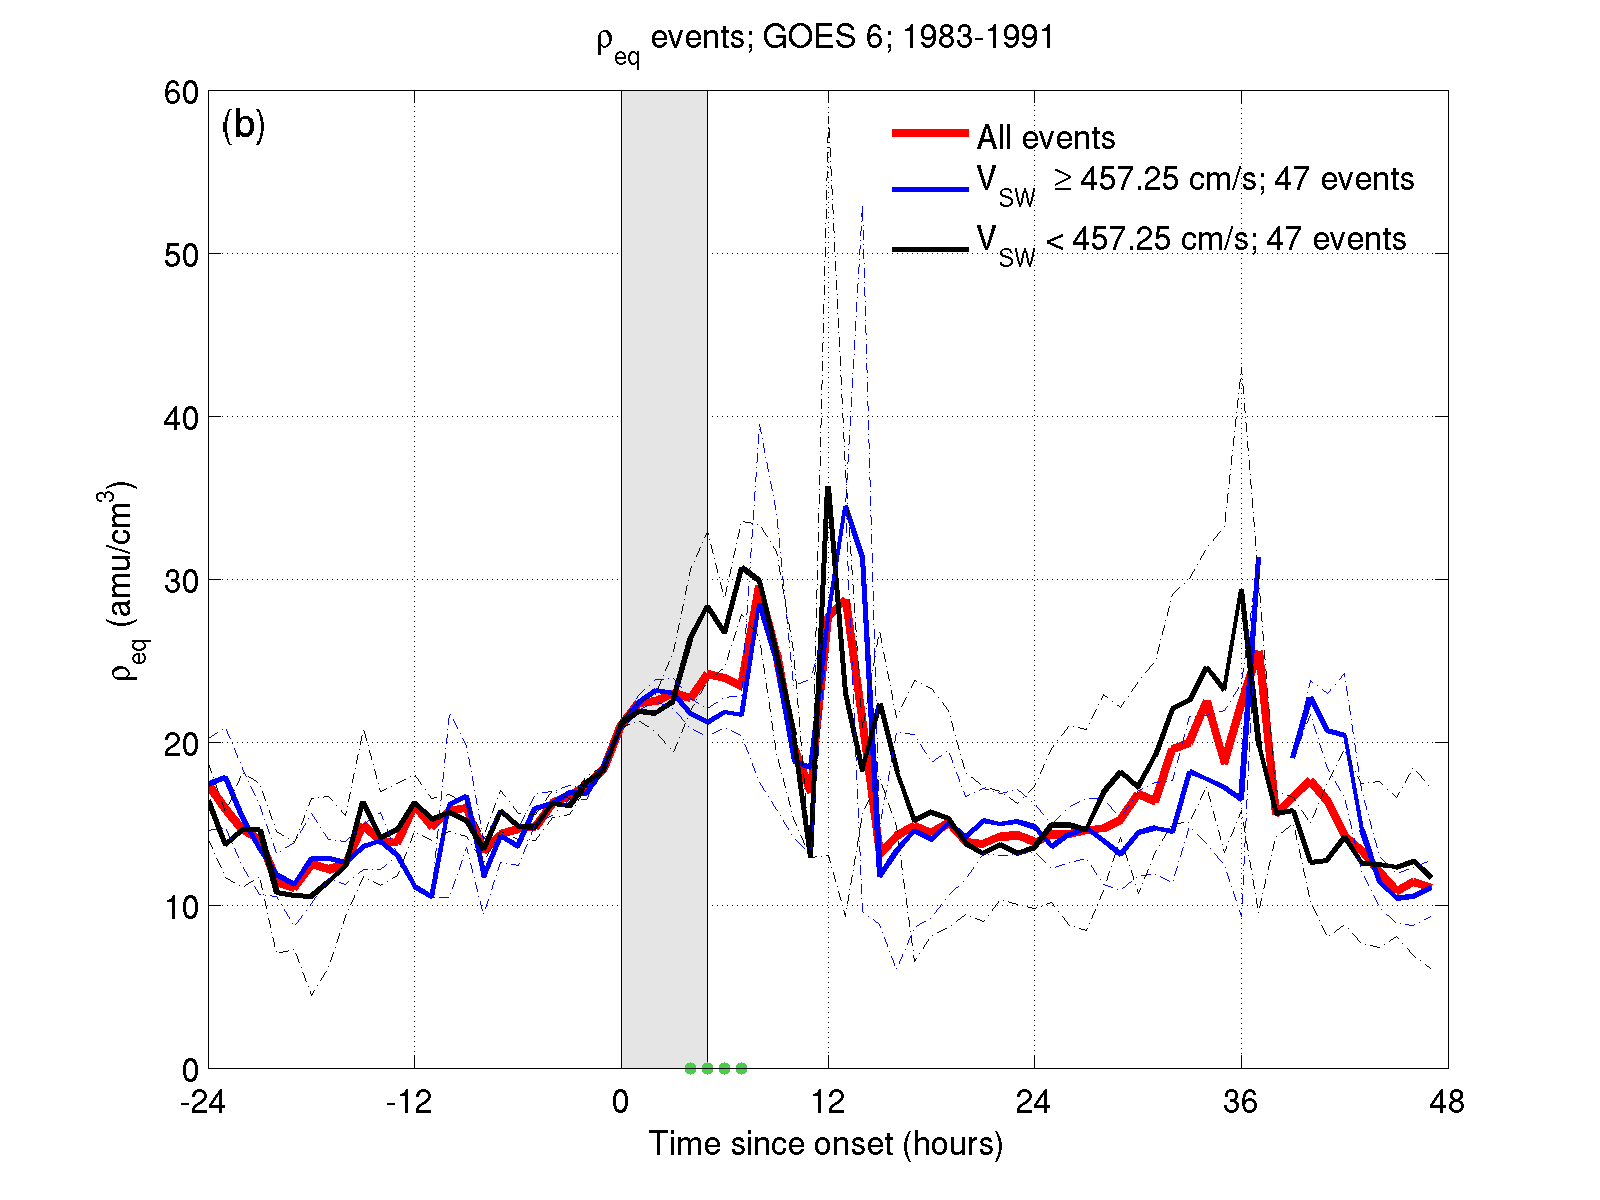 ρeq events; GOES 6; 1983-1991
(b)
All events
VSW ≥ 457.25 cm/s; 47 events
VSW < 457.25 cm/s; 47 events
60
50
40
30
20
10
0
ρeq (amu/cm³)
-24 -12 0 12 24 36 48
Time since onset (hours)